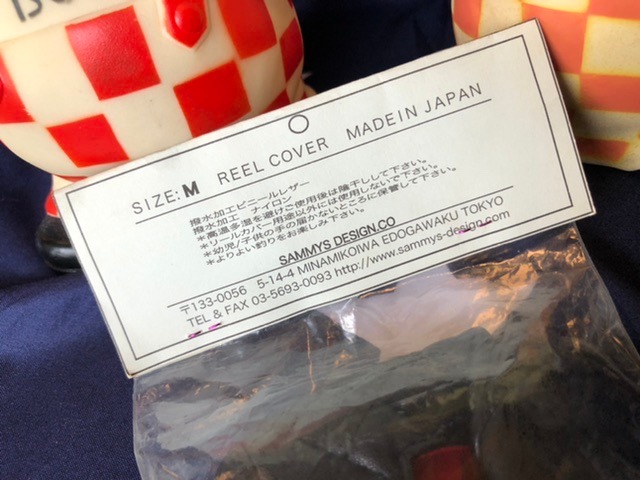 SIZE: M REEL COVER MADE IN JAPAN
撥水加工ビニールレザー
撥水加工 ナイロン
*高温多湿を避けご使用後は陰干しして下さい。
*リールカバー用途以外には使用しないで下さい。
*幼児/子供の手の届かないところに保管して下さい。
*よりよい釣りをお楽しみ下さい。
SAMMYS DESIGN.CO
〒133-0056 5-14-4 MINAMIKOIWA EDOGAWAKU TOKYO
TEL & FAX 03-5693-0093 http://www.sammys-design.com